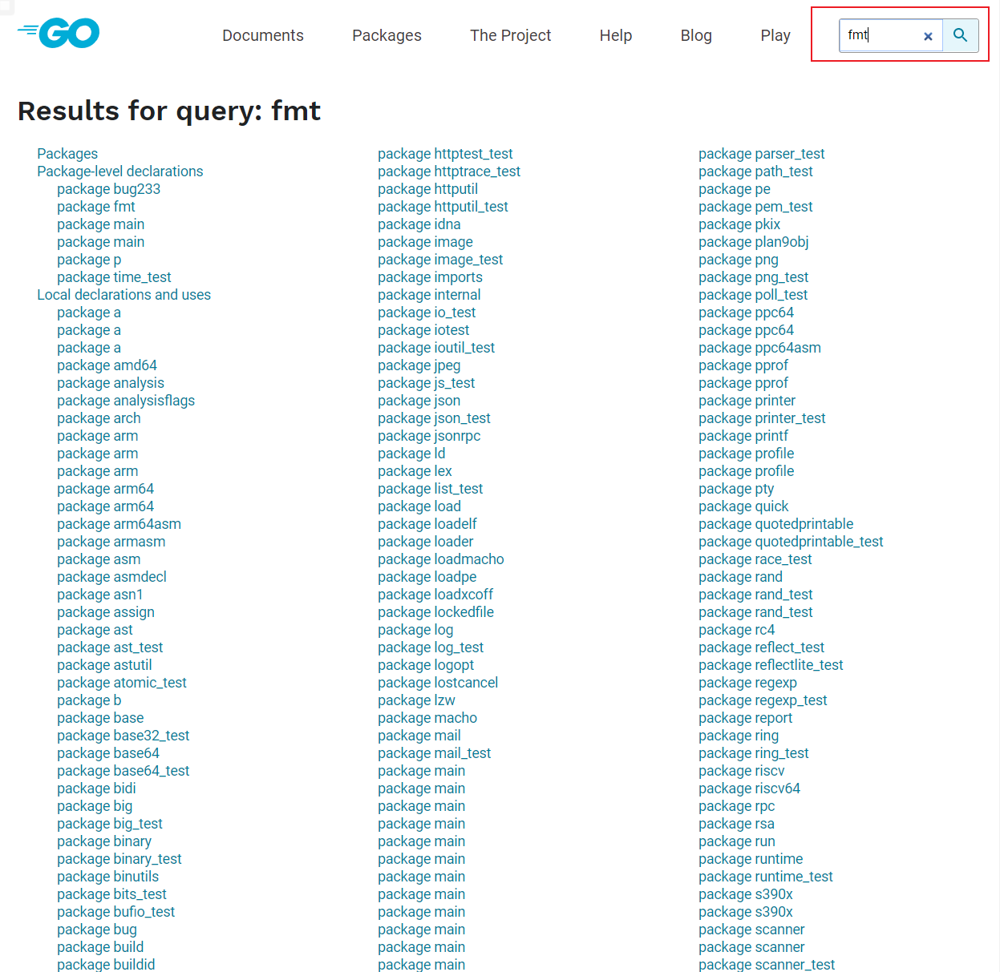 GO
Documents
Packages
The Project
Help
Blog
Play
fmt
Results for query: fmt
Packages
Package-level declarations
package bug233
package fmt
package main
package main
package p
package time_test
Local declarations and uses
package a
package a
package a
package amd64
package analysis
package analysisflags
package arch
package arm
package arm
package arm
package arm64
package arm64
package arm64asm
package armasm
package asm
package asmdecl
package asn1
package assign
package ast
package ast_test
package astutil
package atomic_test
package b
package base
package base32_test
package base64
package base64_test
package bidi
package big
package big_test
package binary
package binary_test
package binutils
package bits_test
package bufio_test
package bug
package build
package buildid
package httptest_test
package httptrace_test
package httputil
package httputil_test
package idna
package image
package image_test
package imports
package internal
package io_test
package iotest
package ioutil_test
package jpeg
package js_test
package json
package json_test
package jsonrpc
package ld
package lex
package list_test
package load
package loadelf
package loader
package loadmacho
package loadpe
package loadxcoff
package lockedfile
package log
package log_test
package logopt
package lostcancel
package lzw
package macho
package mail
package mail_test
package main
package main
package main
package main
package main
package main
package main
package main
package main
package main
package main
package main
package parser_test
package path_test
package pe
package pem_test
package pkix
package plan9obj
package png
package png_test
package poll_test
package ppc64
package ppc64
package ppc64asm
package pprof
package pprof
package printer
package printer_test
package printf
package profile
package profile
package pty
package quick
package quotedprintable
package quotedprintable_test
package race_test
package rand
package rand_test
package rand_test
package rc4
package reflect_test
package reflectlite_test
package regexp
package regexp_test
package report
package ring
package ring_test
package riscv
package riscv64
package rpc
package rsa
package run
package runtime
package runtime_test
package s390x
package s390x
package scanner
package scanner
package scanner_test